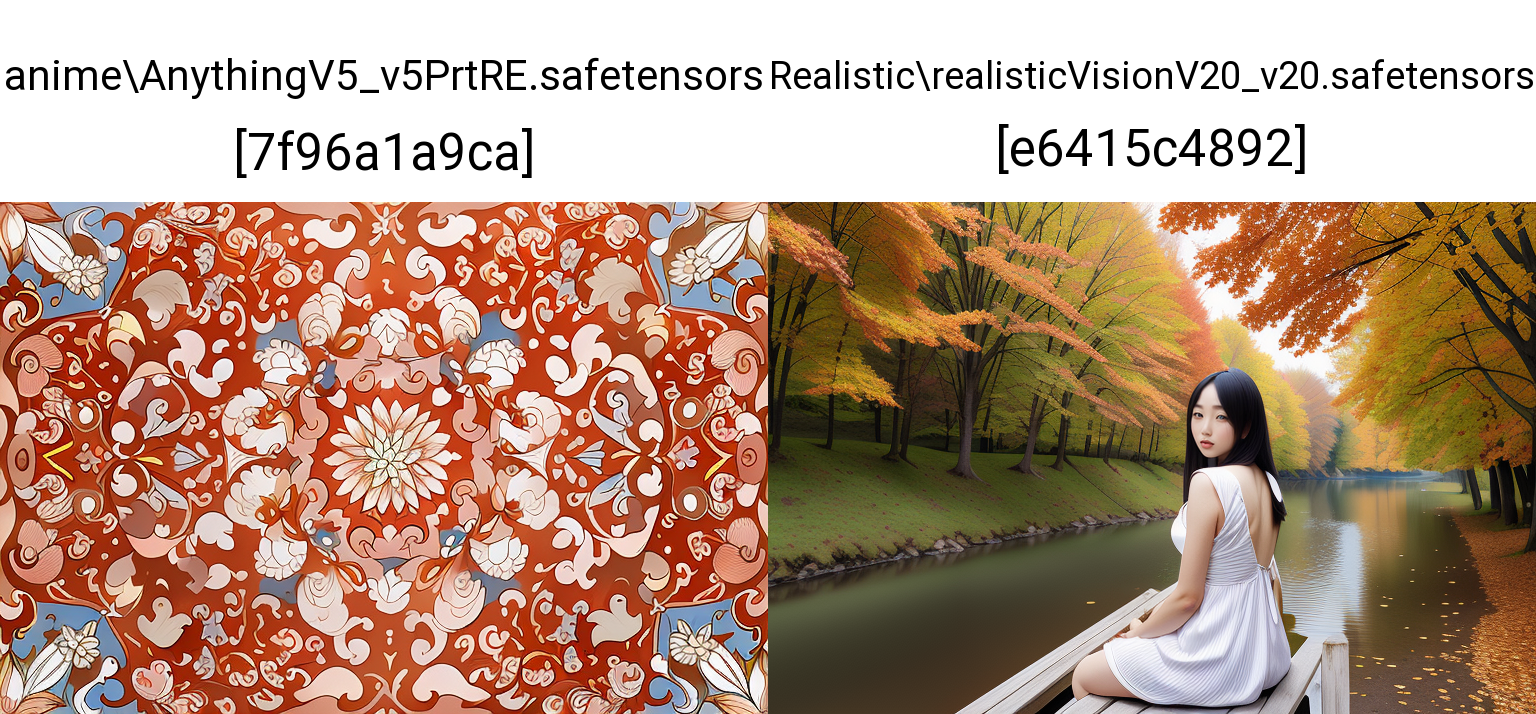 anime\AnythingV5_v5PrtRE.safetensors
[7f96a1a9ca]
Realistic\realisticVisionV20_v20.safetensors
[e6415c4892]